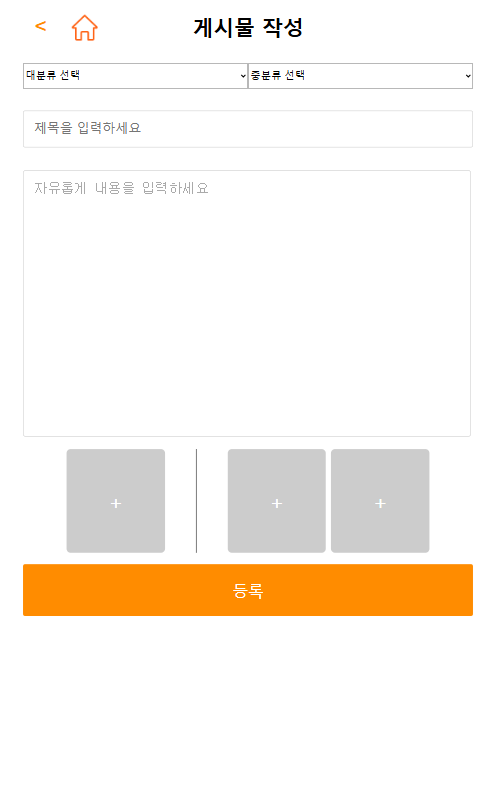 < 게시물 작성
대분류 선택 중분류 선택
제목을 입력하세요
자유롭게 내용을 입력하세요
+ + +
등록